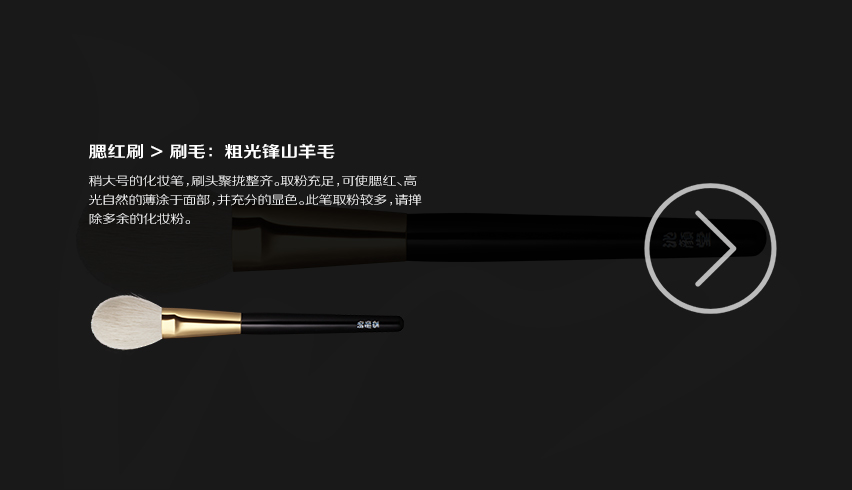 腮红刷 > 刷毛：粗光锋山羊毛
稍大号的化妆笔，刷头聚拢整齐。取粉充足，可使腮红、高
光自然的薄涂于面部，并充分的显色。此笔取粉较多，请掸
除多余的化妆粉。